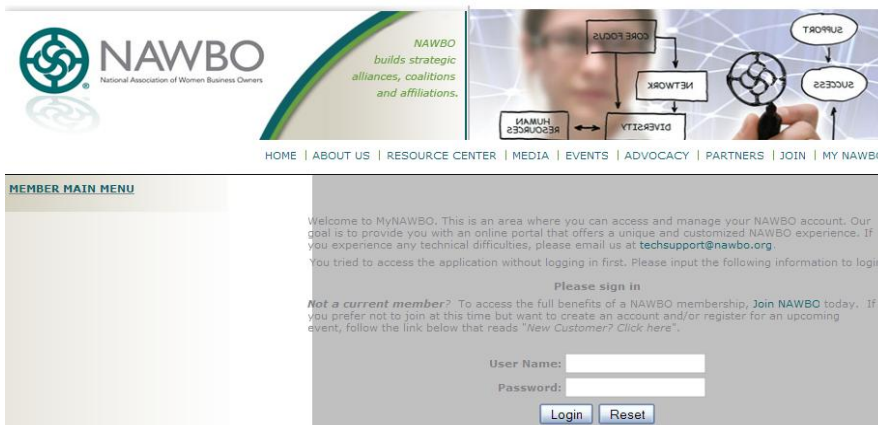 NAWBO
National Association of Women Business Owners
NAWBO
builds strategic
alliances, coalitions
and affiliations.
CORE FOCUS
NETWORK
DIVERSITY
HUMAN
RESOURCES
SUPPORT
SUCCESS
HOME | ABOUT US | RESOURCE CENTER | MEDIA | EVENTS | ADVOCACY | PARTNERS | JOIN | MY NAWBO
MEMBER MAIN MENU
Welcome to MyNAWBO. This is an area where you can access and manage your NAWBO account. Our
goal is to provide you with an online portal that offers a unique and customized NAWBO experience. If
you experience any technical difficulties, please email us at techsupport@nawbo.org.
You tried to access the application without logging in first. Please input the following information to login
Please sign in
Not a current member? To access the full benefits of a NAWBO membership, Join NAWBO today. If
you prefer not to join at this time but want to create an account and/or register for an upcoming
event, follow the link below that reads "New Customer? Click here".
User Name:
Password:
Login Reset